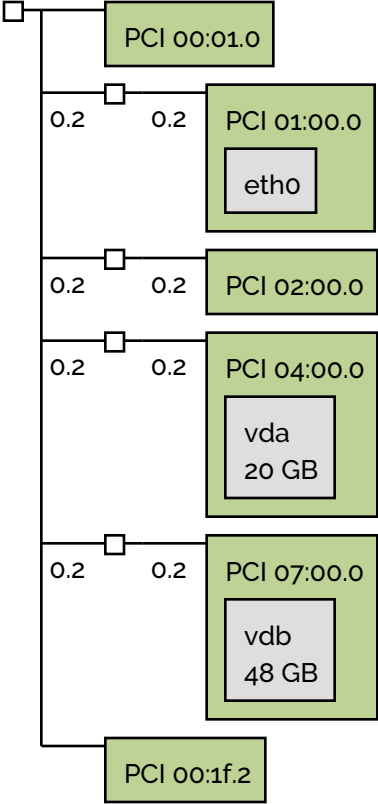 PCI 00:01.0
0.2 0.2 PCI 01:00.0
eth0
0.2 0.2 PCI 02:00.0
0.2 0.2 PCI 04:00.0
vda
20 GB
0.2 0.2 PCI 07:00.0
vdb
48 GB
PCI 00:1f.2